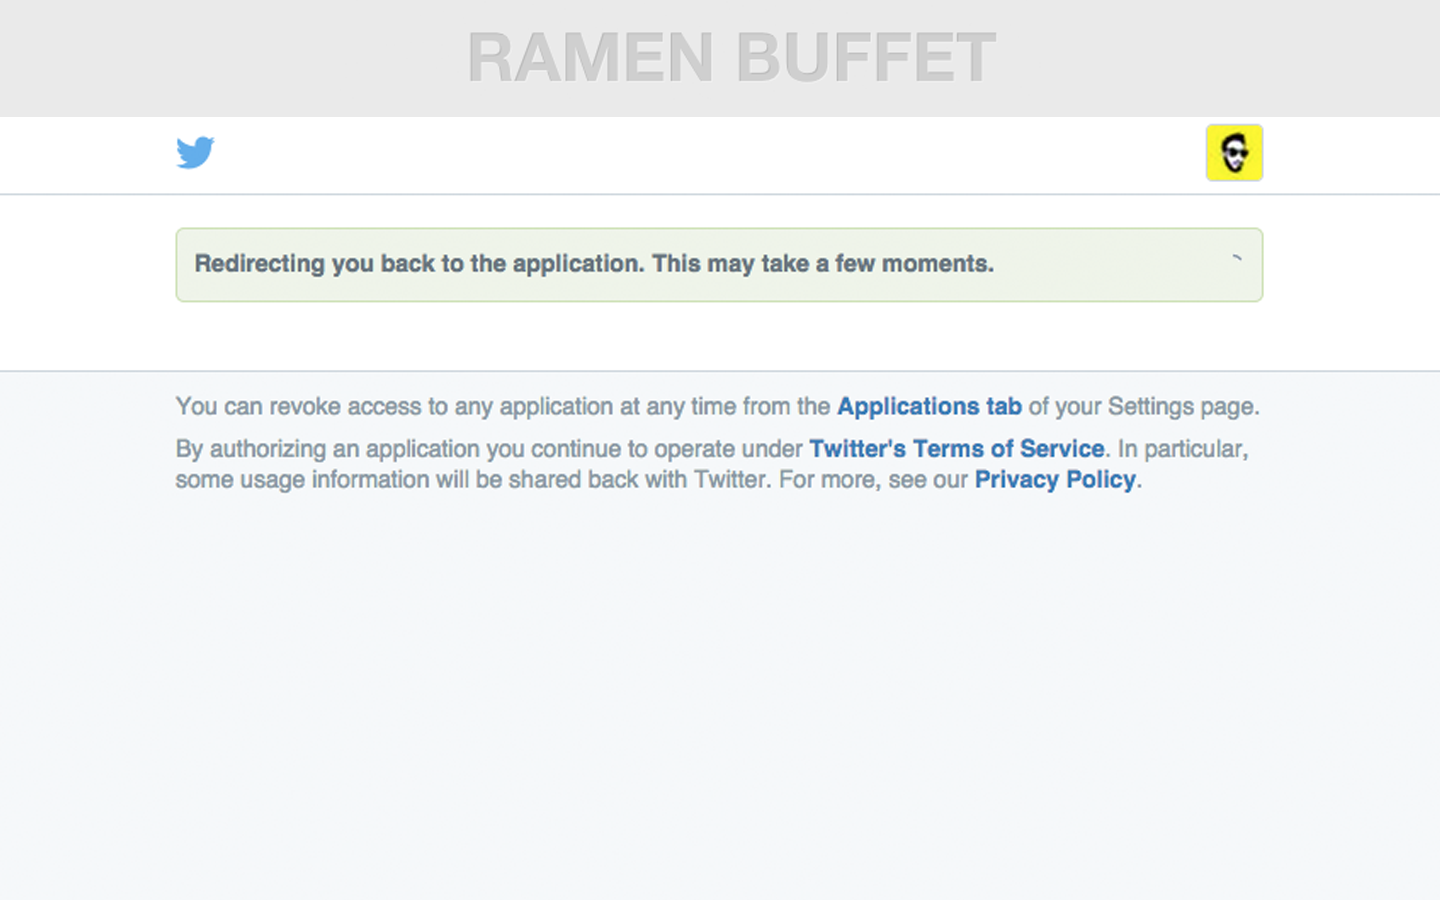 RAMEN BUFFET
Redirecting you back to the application. This may take a few moments.
You can revoke access to any application at any time from the Applications tab of your Settings page.
By authorizing an application you continue to operate under Twitter's Terms of Service. In particular,
some usage information will be shared back with Twitter. For more, see our Privacy Policy.